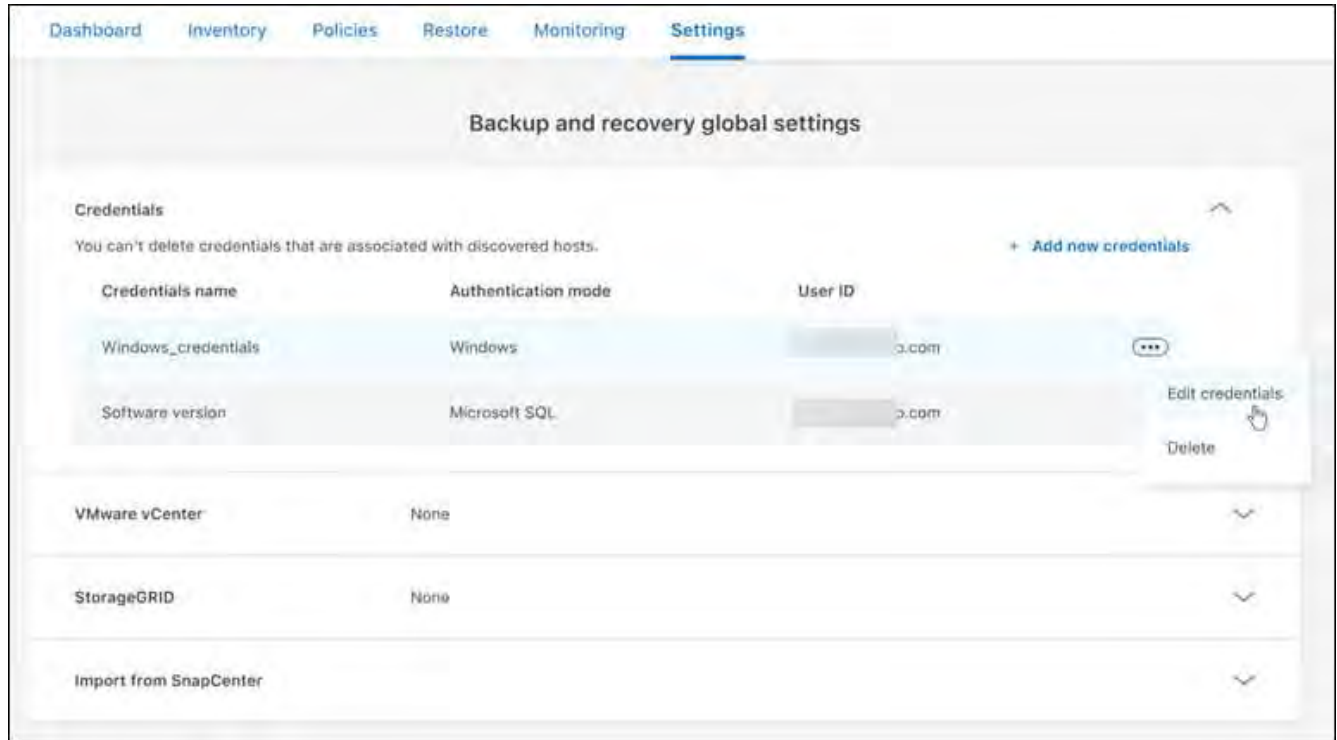 Dashboard Inventory Policies Restore Monitoring Settings
Backup and recovery global settings
Credentials
You can't delete credentials that are associated with discovered hosts.
+ Add new credentials
Credentials name Authentication mode User ID
Windows_credentials Windows .com
Software version Microsoft SQL .com
Edit credentials
Delete
VMware vCenter None
StorageGRID None
Import from SnapCenter